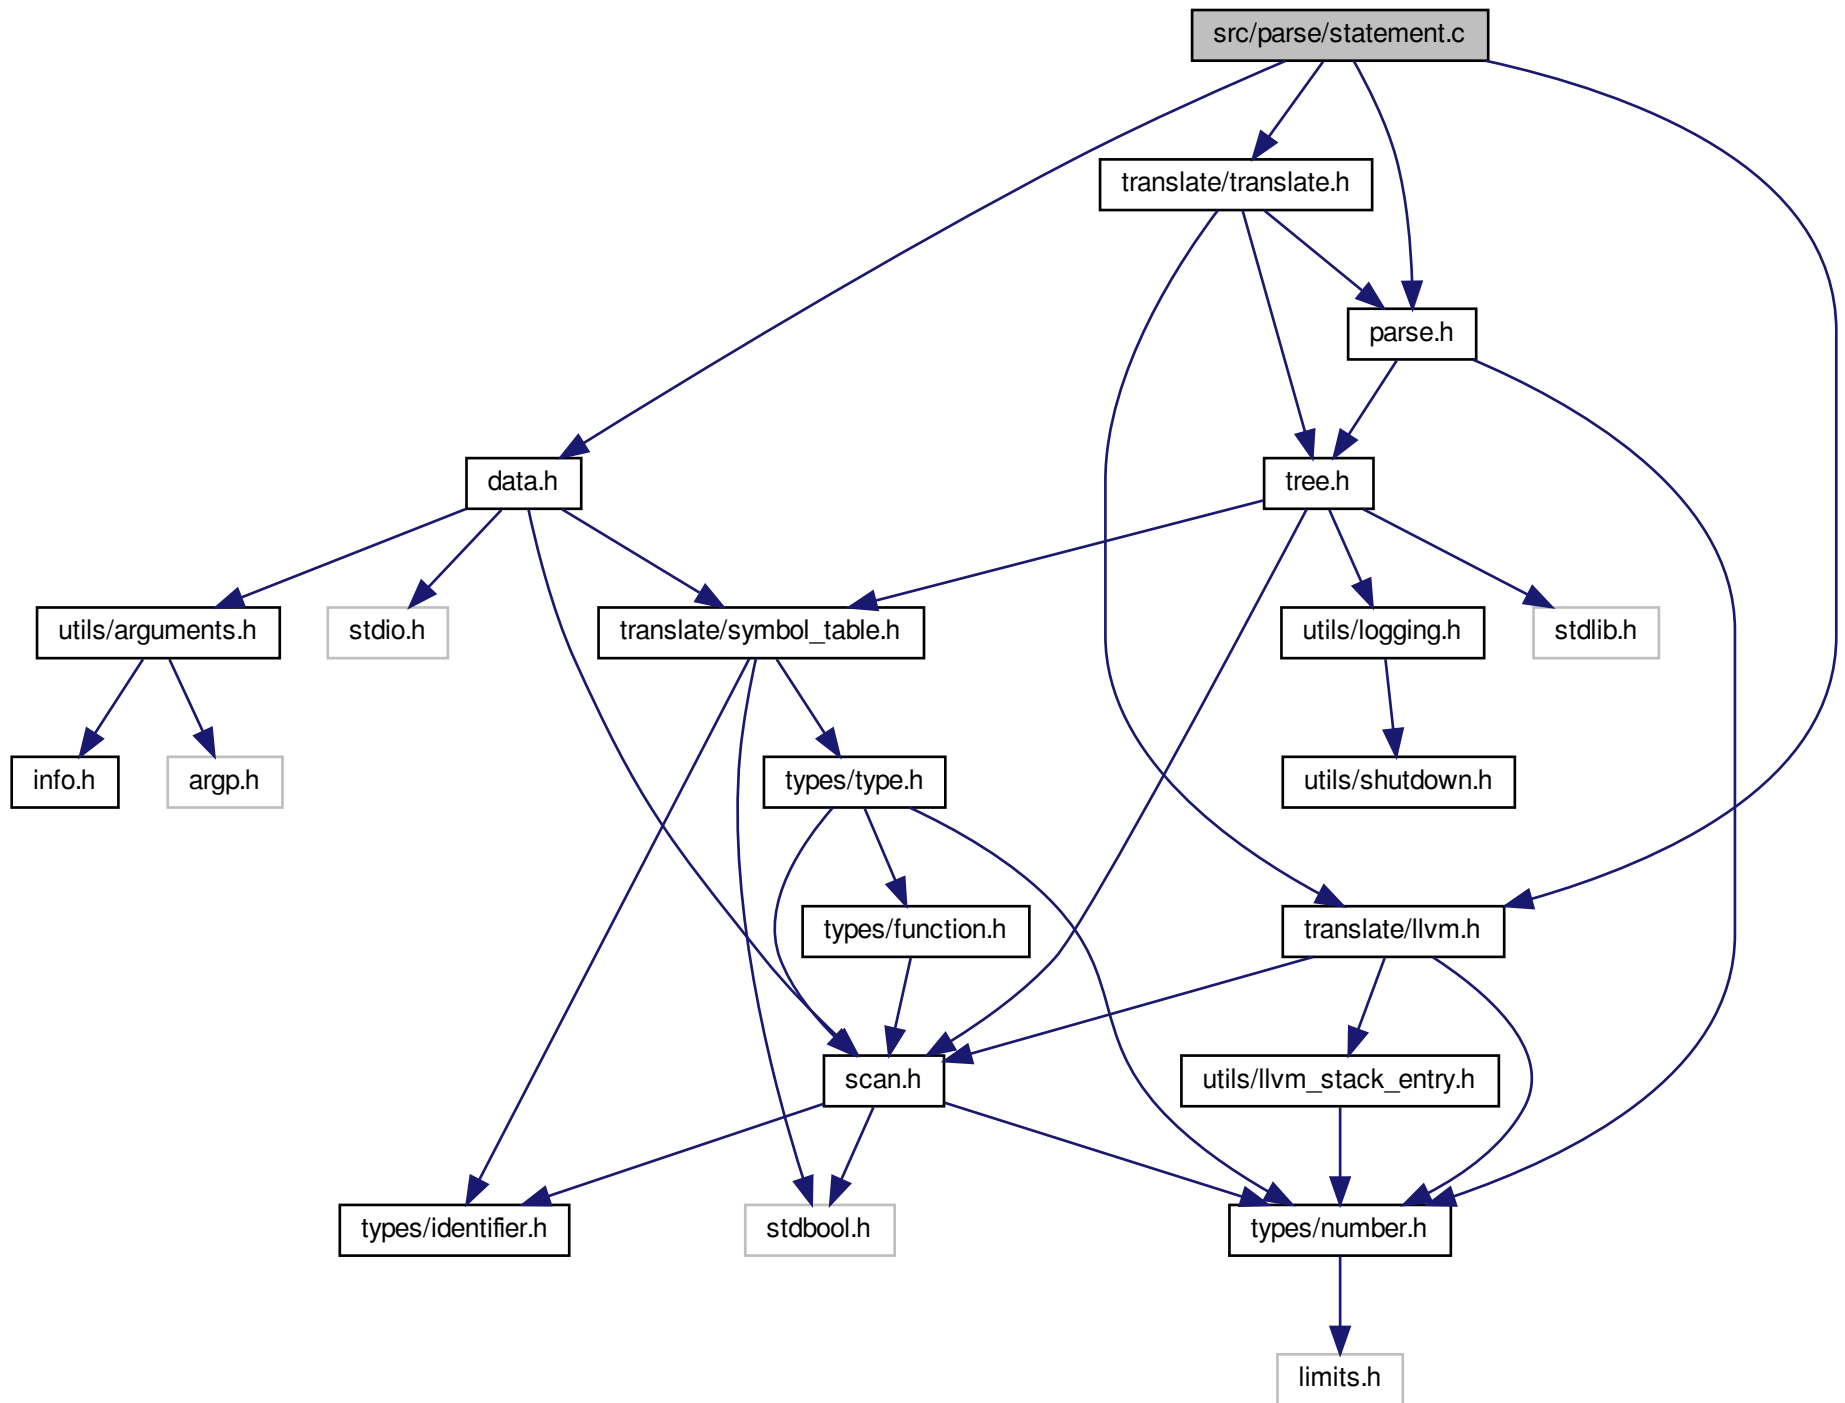 src/parse/statement.c
translate/translate.h
parse.h
data.h
tree.h
utils/arguments.h
stdio.h
translate/symbol_table.h
utils/logging.h
stdlib.h
info.h
argp.h
types/type.h
utils/shutdown.h
types/function.h
translate/llvm.h
scan.h
utils/llvm_stack_entry.h
types/identifier.h
stdbool.h
types/number.h
limits.h